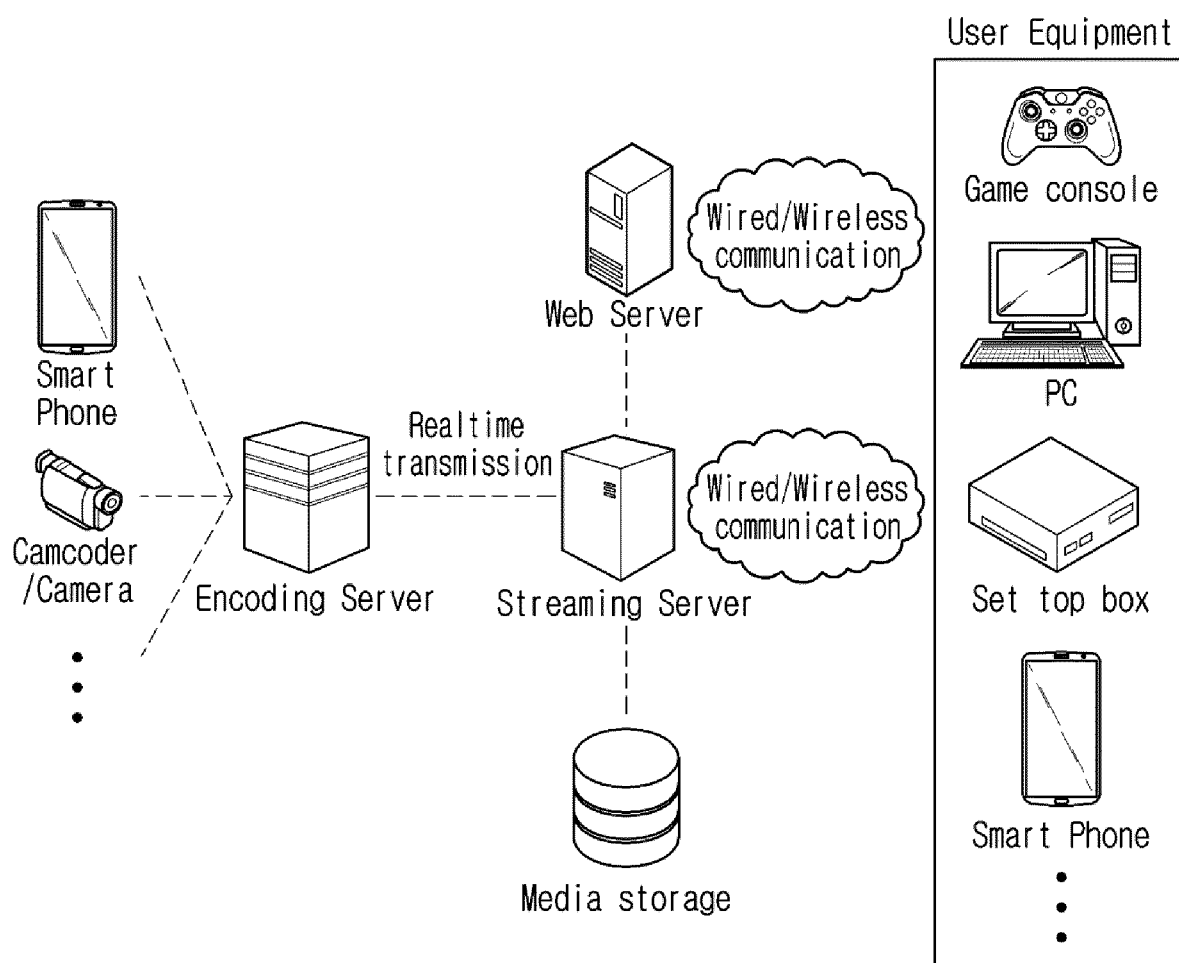 User Equipment
Game console
Wired/Wireless
communication
Web Server
Smart
Phone
PC
Realtime
transmission
Wired/Wireless
communication
Camcoder
/Camera
Encoding Server
Streaming Server
Set top box
Smart Phone
Media storage